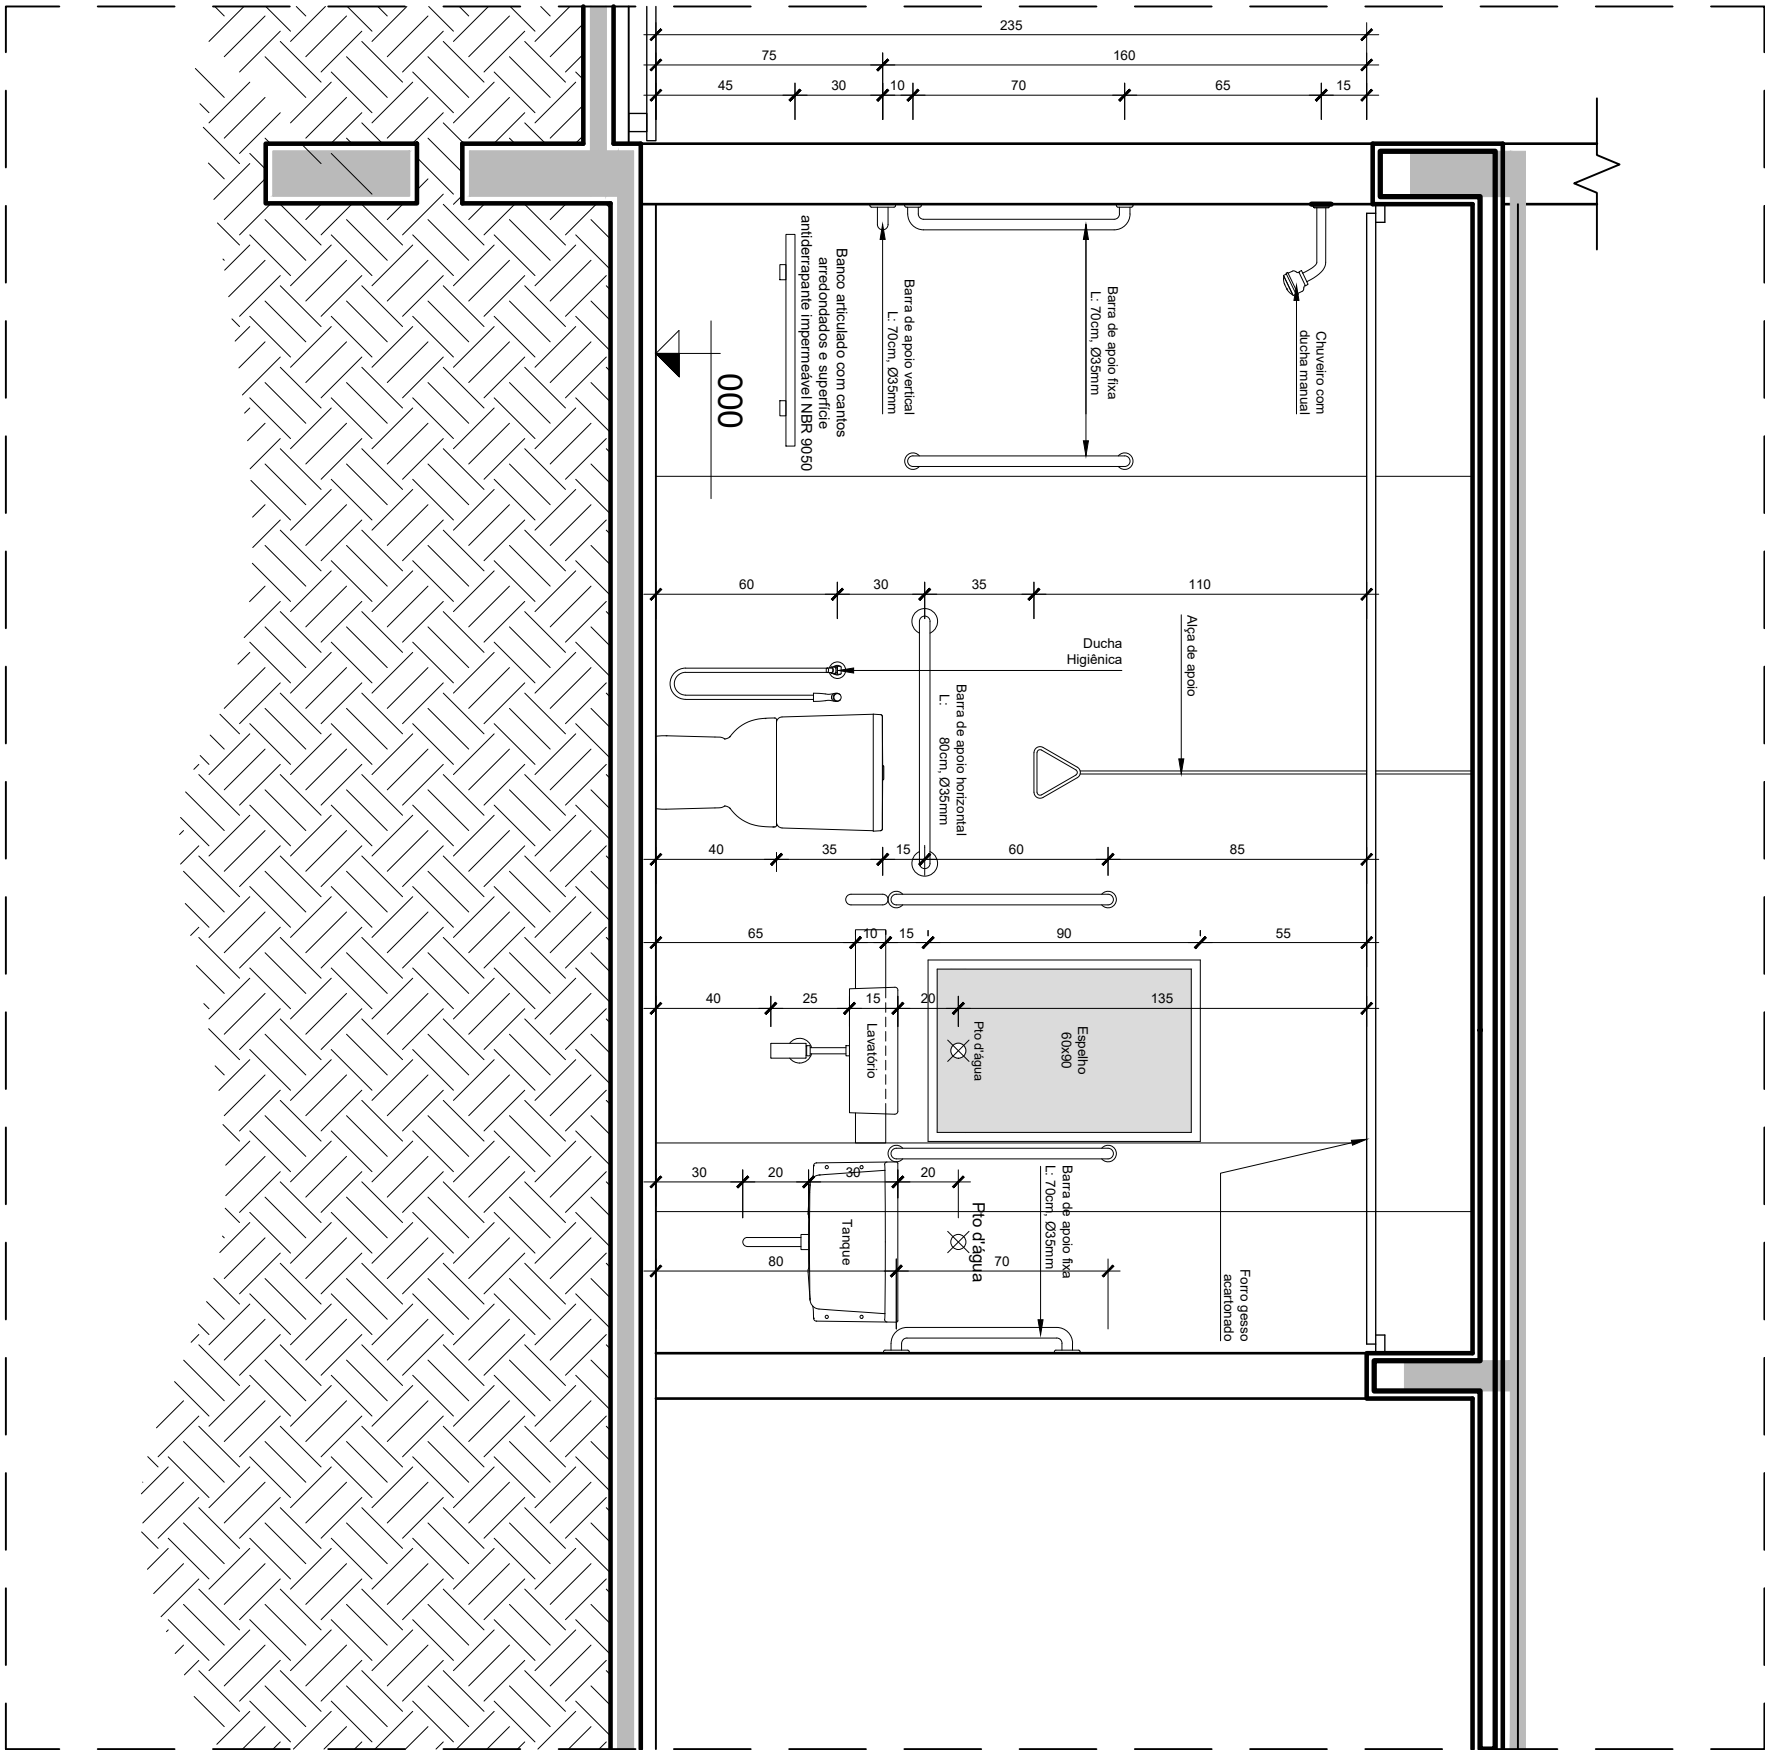 235
75 160
45 30 10 70 65 15
Banco articulado com cantos
arredondados e superfície
antiderrapante impermeável NBR 9050
Barra de apoio vertical
L: 70cm, Ø35mm
Barra de apoio fixa
L: 70cm, Ø35mm
Chuveiro com
ducha manual
000
60 30 35 110
Ducha
Higiênica
Alça de apoio
Barra de apoio horizontal
L: 80cm, Ø35mm
40 35 15 60 85
65 10 15 90 55
40 25 15 20 135
Lavatório
Pto d'água
Espelho
60x90
30 20 30 20
Tanque
Pto d'água
Barra de apoio fixa
L: 70cm, Ø35mm
80 70
Forro gesso
acartonado